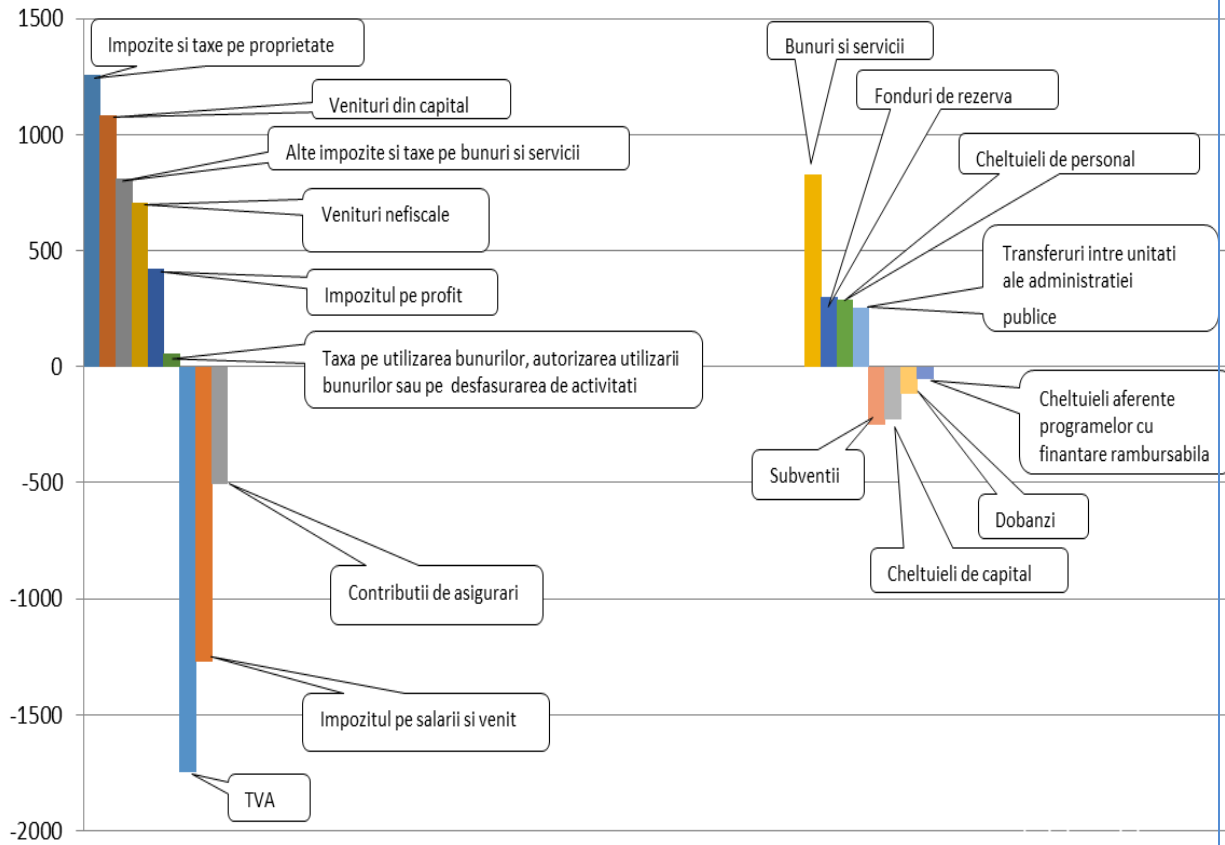 1500
1000
500
0
-500
-1000
-1500
-2000
Impozite si taxe pe proprietate
Venituri din capital
Alte impozite si taxe pe bunuri si servicii
Venituri nefiscale
Impozitul pe profit
Taxa pe utilizarea bunurilor, autorizarea utilizarii
bunurilor sau pe desfasurarea de activitati
Contributii de asigurari
Impozitul pe salarii si venit
TVA
Bunuri si servicii
Fonduri de rezerva
Cheltuieli de personal
Transferuri intre unitati
ale administratiei
publice
Cheltuieli aferente
programelor cu
finantare rambursabila
Subventii
Dobanzi
Cheltuieli de capital